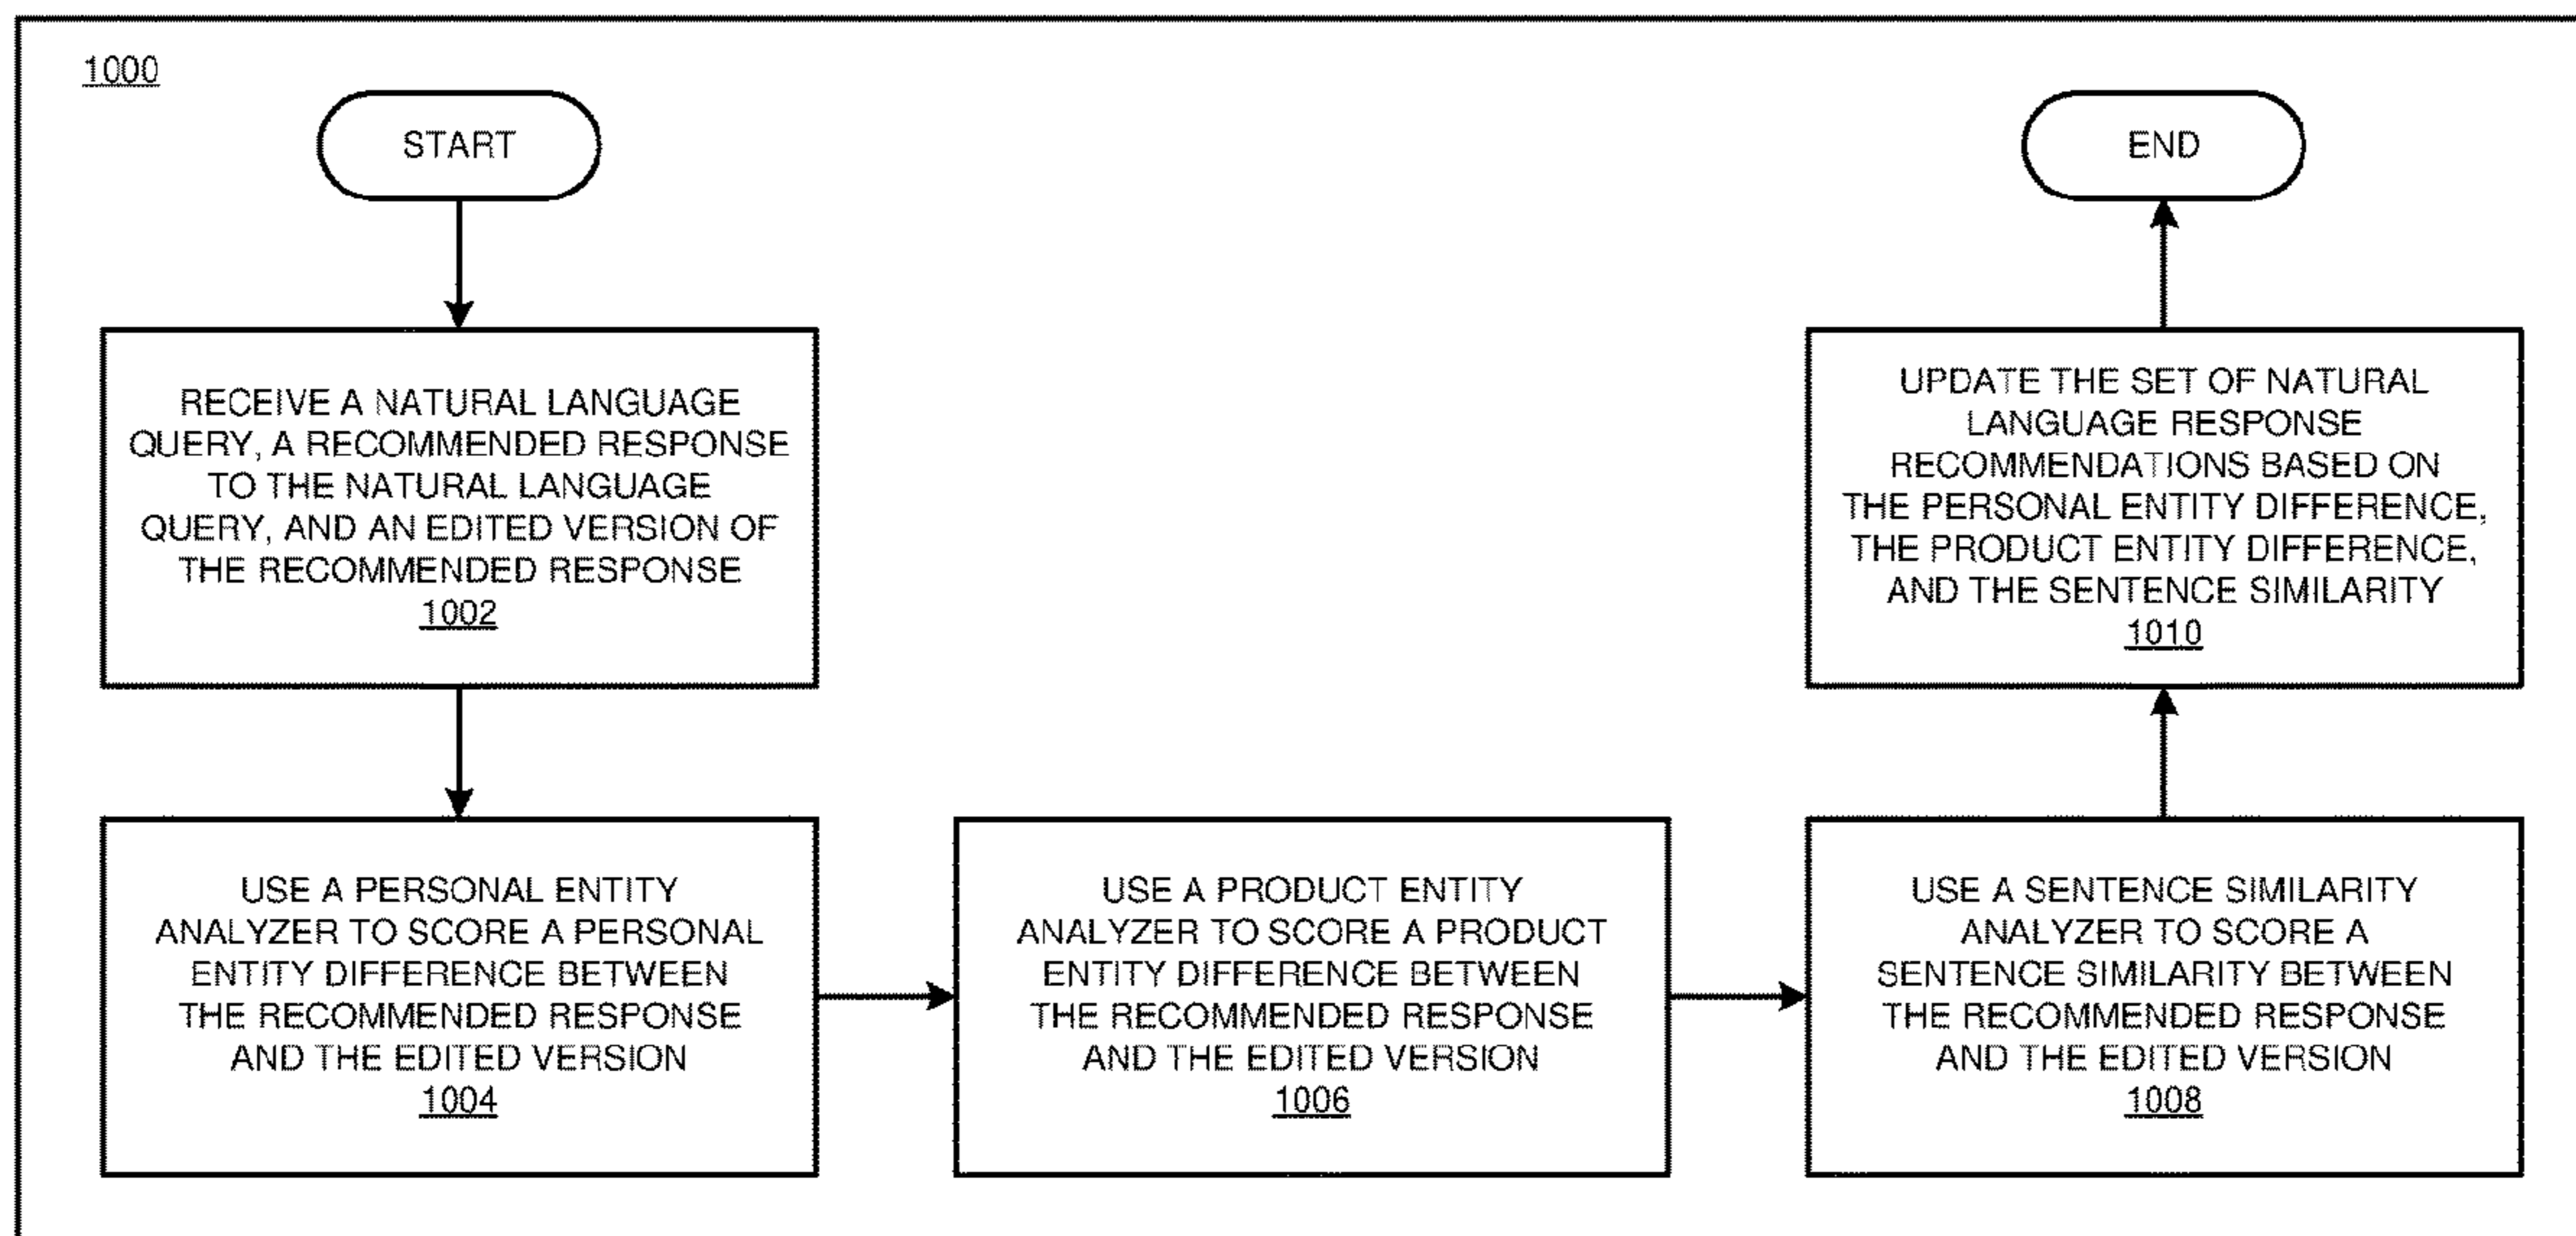 1000
START
RECEIVE A NATURAL LANGUAGE
QUERY, A RECOMMENDED RESPONSE
TO THE NATURAL LANGUAGE
QUERY, AND AN EDITED VERSION OF
THE RECOMMENDED RESPONSE
1002
USE A PERSONAL ENTITY
ANALYZER TO SCORE A PERSONAL
ENTITY DIFFERENCE BETWEEN
THE RECOMMENDED RESPONSE
AND THE EDITED VERSION
1004
USE A PRODUCT ENTITY
ANALYZER TO SCORE A PRODUCT
ENTITY DIFFERENCE BETWEEN
THE RECOMMENDED RESPONSE
AND THE EDITED VERSION
1006
USE A SENTENCE SIMILARITY
ANALYZER TO SCORE A
SENTENCE SIMILARITY BETWEEN
THE RECOMMENDED RESPONSE
AND THE EDITED VERSION
1008
UPDATE THE SET OF NATURAL
LANGUAGE RESPONSE
RECOMMENDATIONS BASED ON
THE PERSONAL ENTITY DIFFERENCE,
THE PRODUCT ENTITY DIFFERENCE,
AND THE SENTENCE SIMILARITY
1010
END